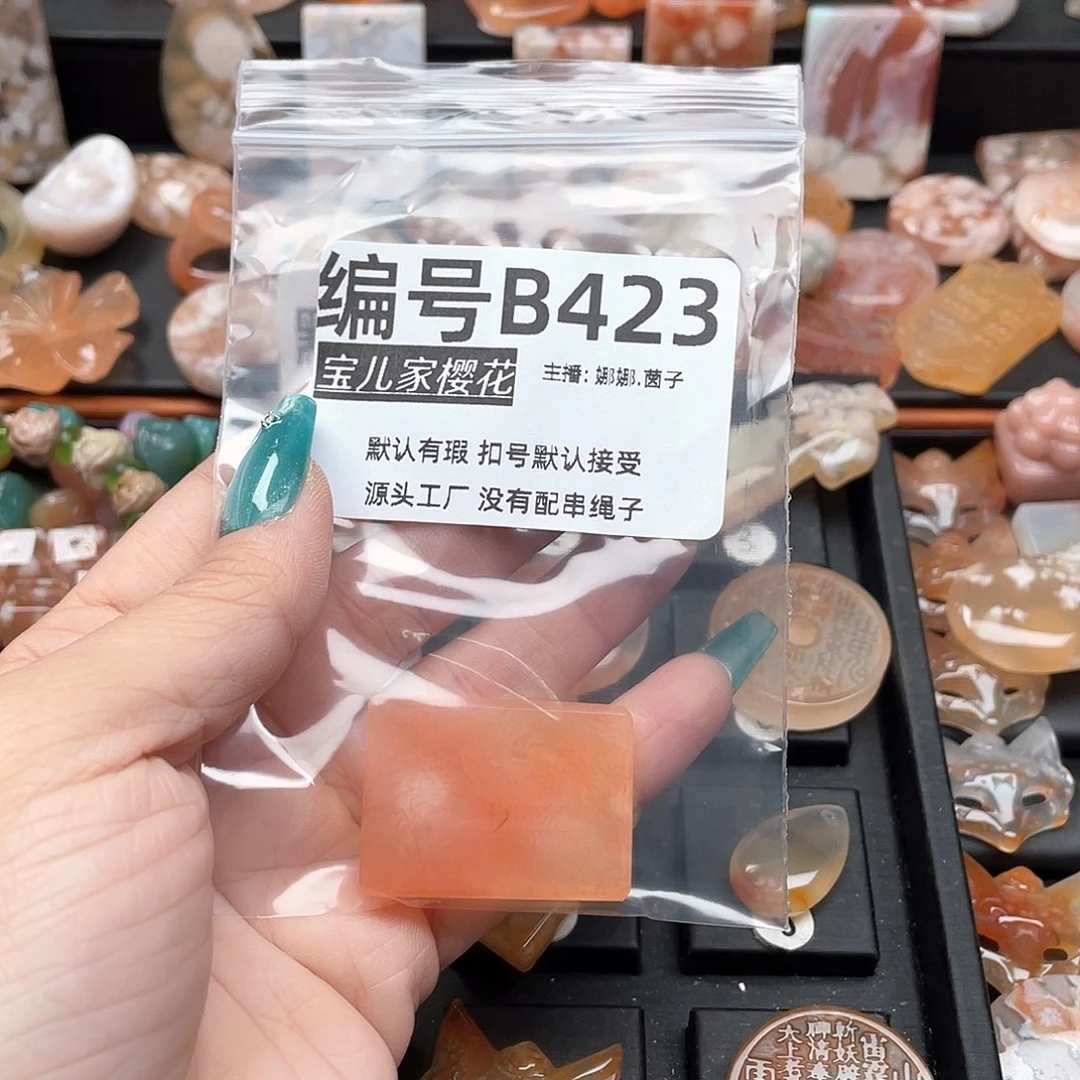 编号B423
宝儿家樱花 主播：娜娜.茵子
默认有瑕 扣号默认接受
源头工厂 没有配串绳子